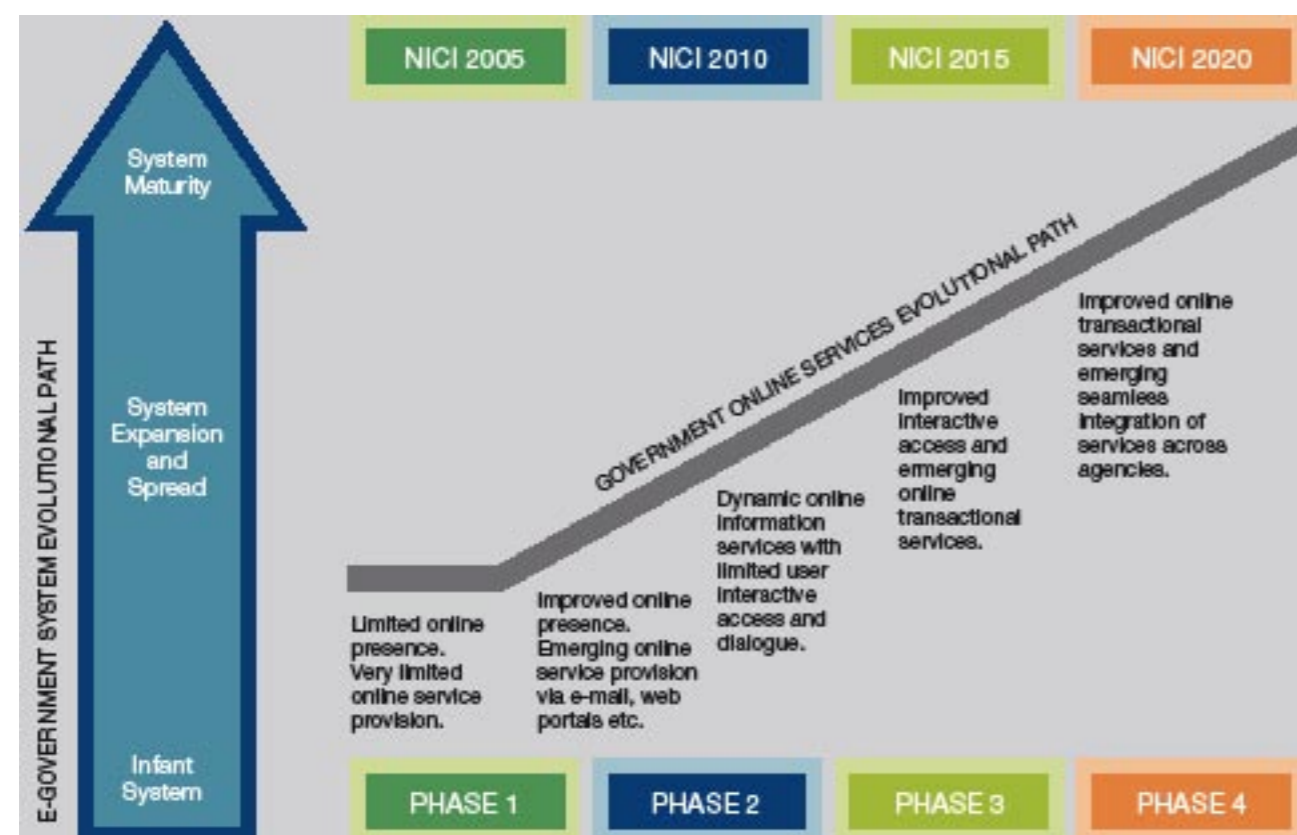 NICI 2005
NICI 2010
NICI 2015
NICI 2020
E-GOVERNMENT SYSTEM EVOLUTIONAL PATH
System
Maturity
System
Expansion
and
Spread
Infant
System
GOVERNMENT ONLINE SERVICES EVOLUTIONAL PATH
Limited online
presence.
Very limited
online service
provision.
Improved online
presence.
Emerging online
service provision
via e-mail, web
portals etc.
Dynamic online
information
services with
limited user
interactive
access and
dialogue.
Improved
interactive
access and
ermerging
online
transactional
services.
Improved online
transactional
services and
emerging
seamless
integration of
services across
agencies.
PHASE 1
PHASE 2
PHASE 3
PHASE 4